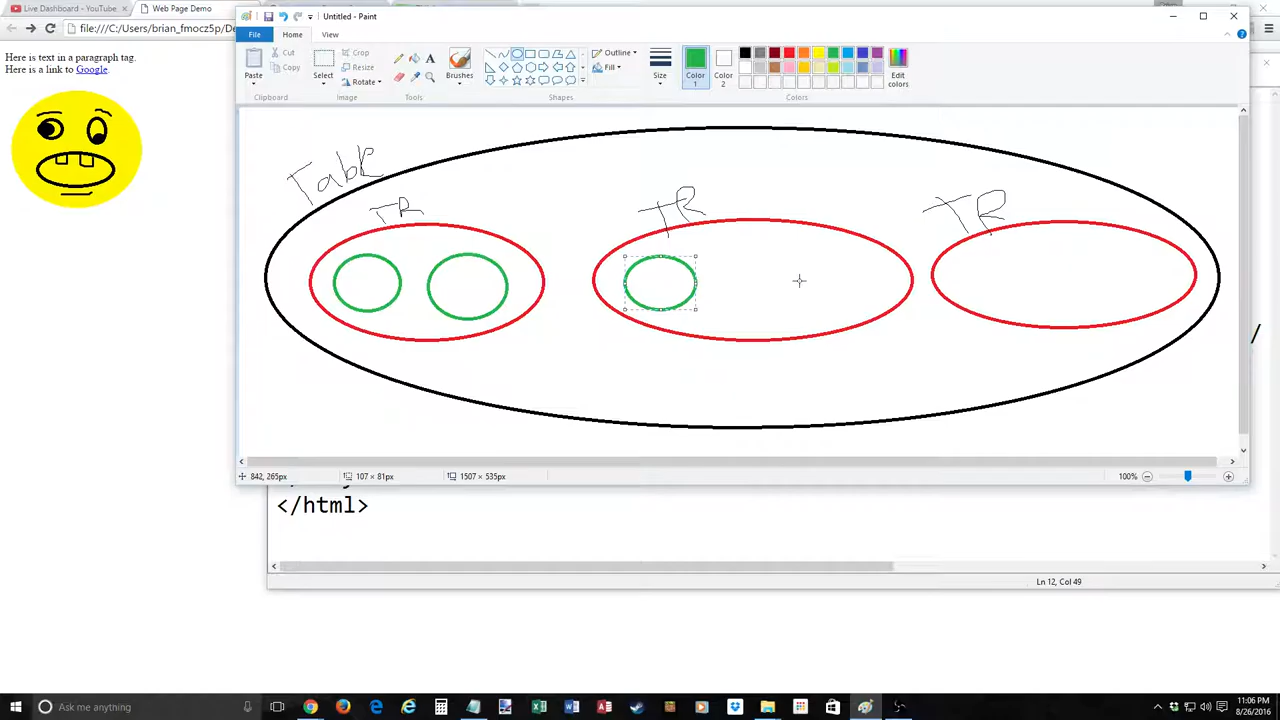 Live Dashboard - YouTube
Web Page Demo
file:///C:/Users/brian_fmocz5p/De
Here is text in a paragraph tag.
Here is a link to Google.
Untitled - Paint
File
Home
View
Paste
Cut
Copy
Clipboard
Select
Crop
Resize
Rotate
Image
Tools
Brushes
Shapes
Outline
Fill
Size
Color
1
Color
2
Edit
colors
Colors
Table
TR
TR
TR
842, 265px
107 × 81px
1507 × 535px
100%
/
</html>
Ln 12, Col 49
Ask me anything
11:06 PM
8/26/2016